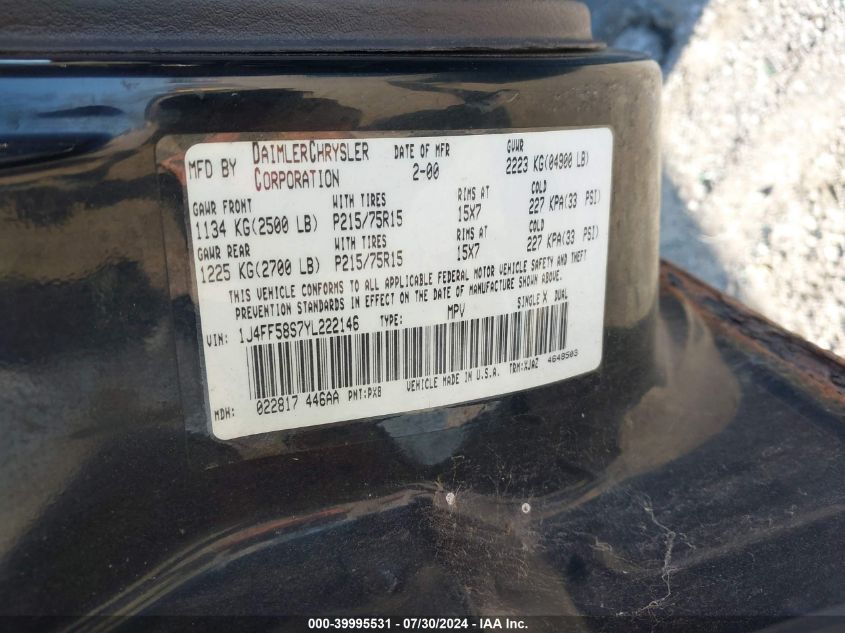 MFD BY DAIMLERCHRYSLER CORPORATION DATE OF MFR 2-00 GVWR 2223 KG(04900 LB)
GAWR FRONT WITH TIRES RIMS AT COLD
1134 KG(2500 LB) P215/75R15 15X7 227 KPA(33 PSI)
GAWR REAR WITH TIRES RIMS AT COLD
1225 KG(2700 LB) P215/75R15 15X7 227 KPA(33 PSI)
THIS VEHICLE CONFORMS TO ALL APPLICABLE FEDERAL MOTOR VEHICLE SAFETY AND THEFT
PREVENTION STANDARDS IN EFFECT ON THE DATE OF MANUFACTURE SHOWN ABOVE.
VIN: 1J4FF58S7YL222146 TYPE: MPV SINGLE X DUAL
MDH: 022817 446AA PNT:PX8 VEHICLE MADE IN U.S.A. TRM:XJAZ 4648503
000-39995531 - 07/30/2024 - IAA Inc.